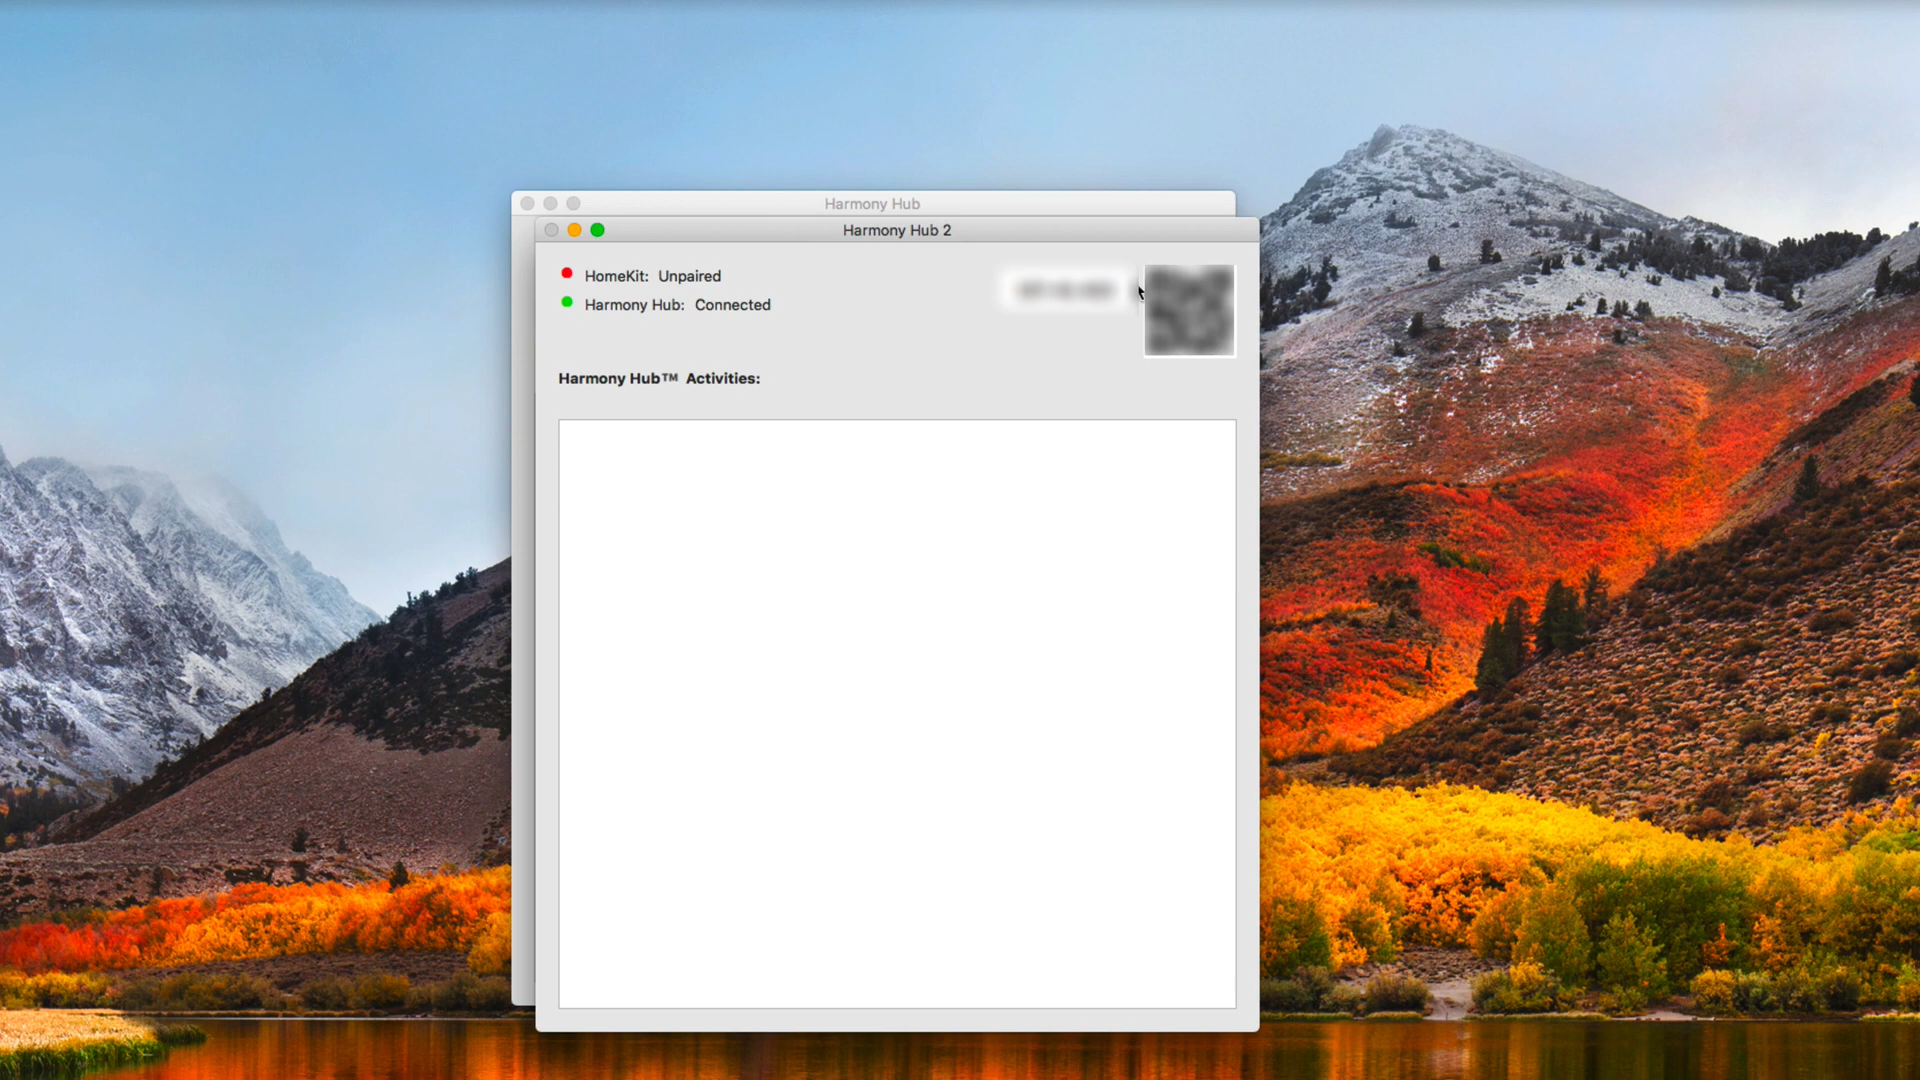 Harmony Hub
Harmony Hub 2
HomeKit: Unpaired
Harmony Hub: Connected
Harmony Hub™ Activities: